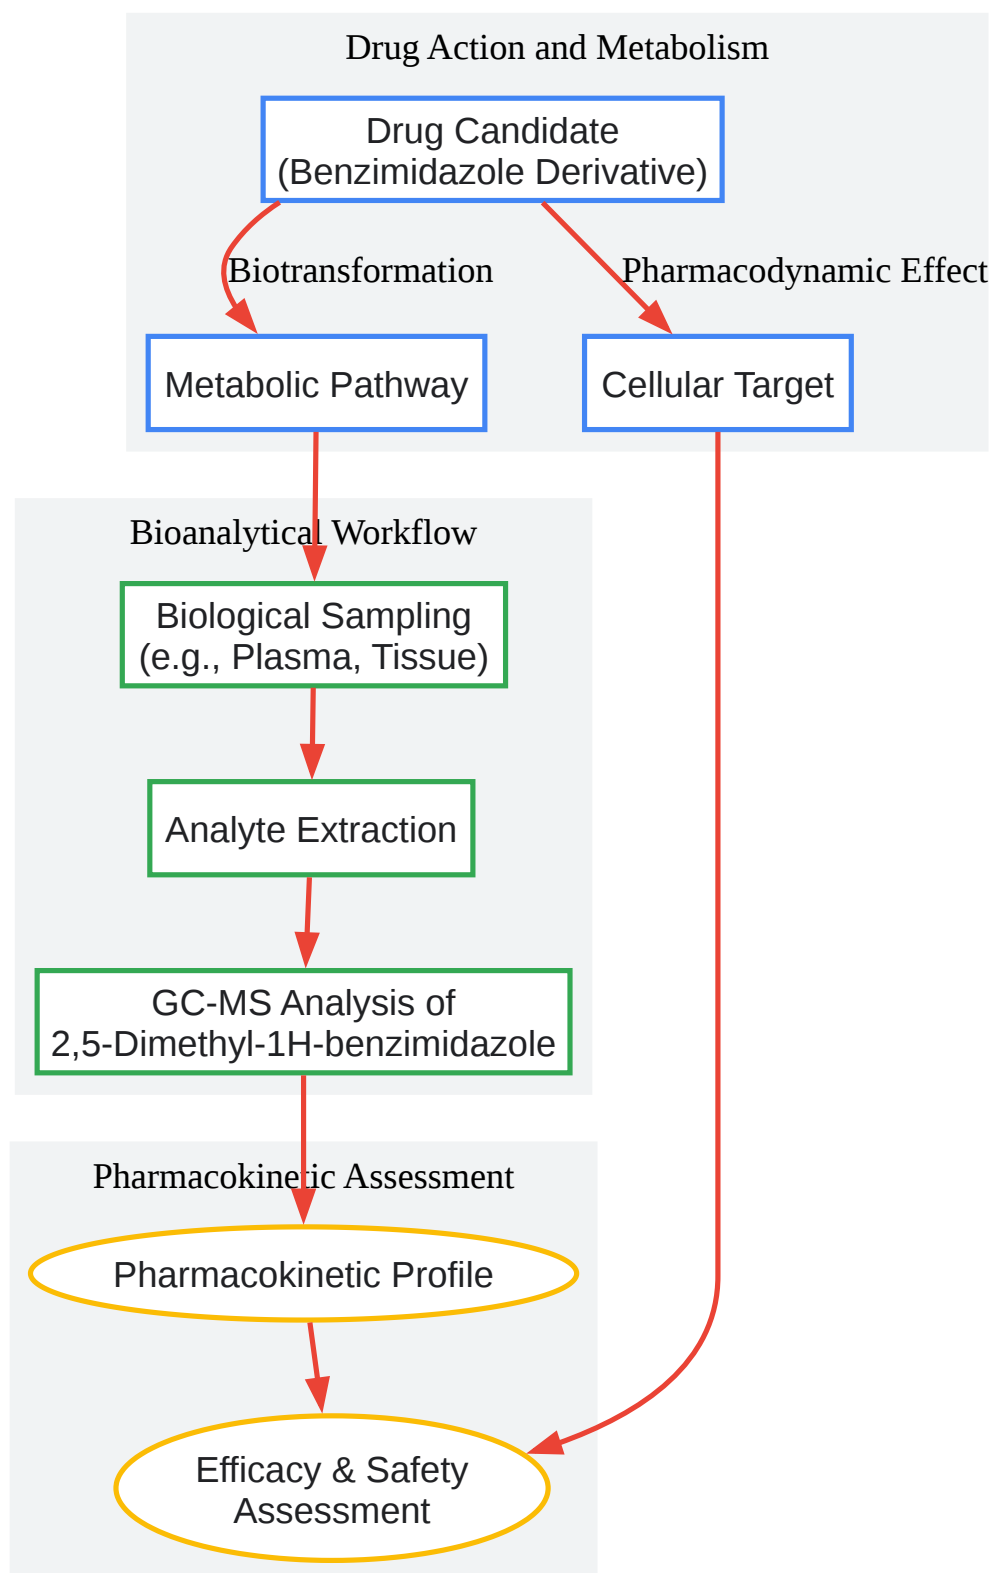 Drug Action and Metabolism
Drug Candidate
(Benzimidazole Derivative)
Biotransformation
Pharmacodynamic Effect
Metabolic Pathway
Cellular Target
Bioanalytical Workflow
Biological Sampling
(e.g., Plasma, Tissue)
Analyte Extraction
GC-MS Analysis of
2,5-Dimethyl-1H-benzimidazole
Pharmacokinetic Assessment
Pharmacokinetic Profile
Efficacy & Safety
Assessment